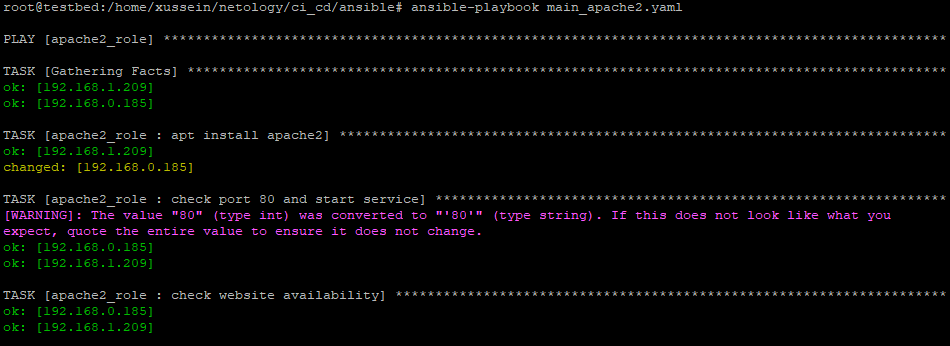 root@testbed:/home/xussein/netology/ci_cd/ansible# ansible-playbook main_apache2.yaml
PLAY [apache2_role] **************************************************************************************************
TASK [Gathering Facts] ***********************************************************************************************
ok: [192.168.1.209]
ok: [192.168.0.185]
TASK [apache2_role : apt install apache2] ****************************************************************************
ok: [192.168.1.209]
changed: [192.168.0.185]
TASK [apache2_role : check port 80 and start service] ****************************************************************
[WARNING]: The value "80" (type int) was converted to "'80'" (type string). If this does not look like what you
expect, quote the entire value to ensure it does not change.
ok: [192.168.0.185]
ok: [192.168.1.209]
TASK [apache2_role : check website availability] *********************************************************************
ok: [192.168.0.185]
ok: [192.168.1.209]